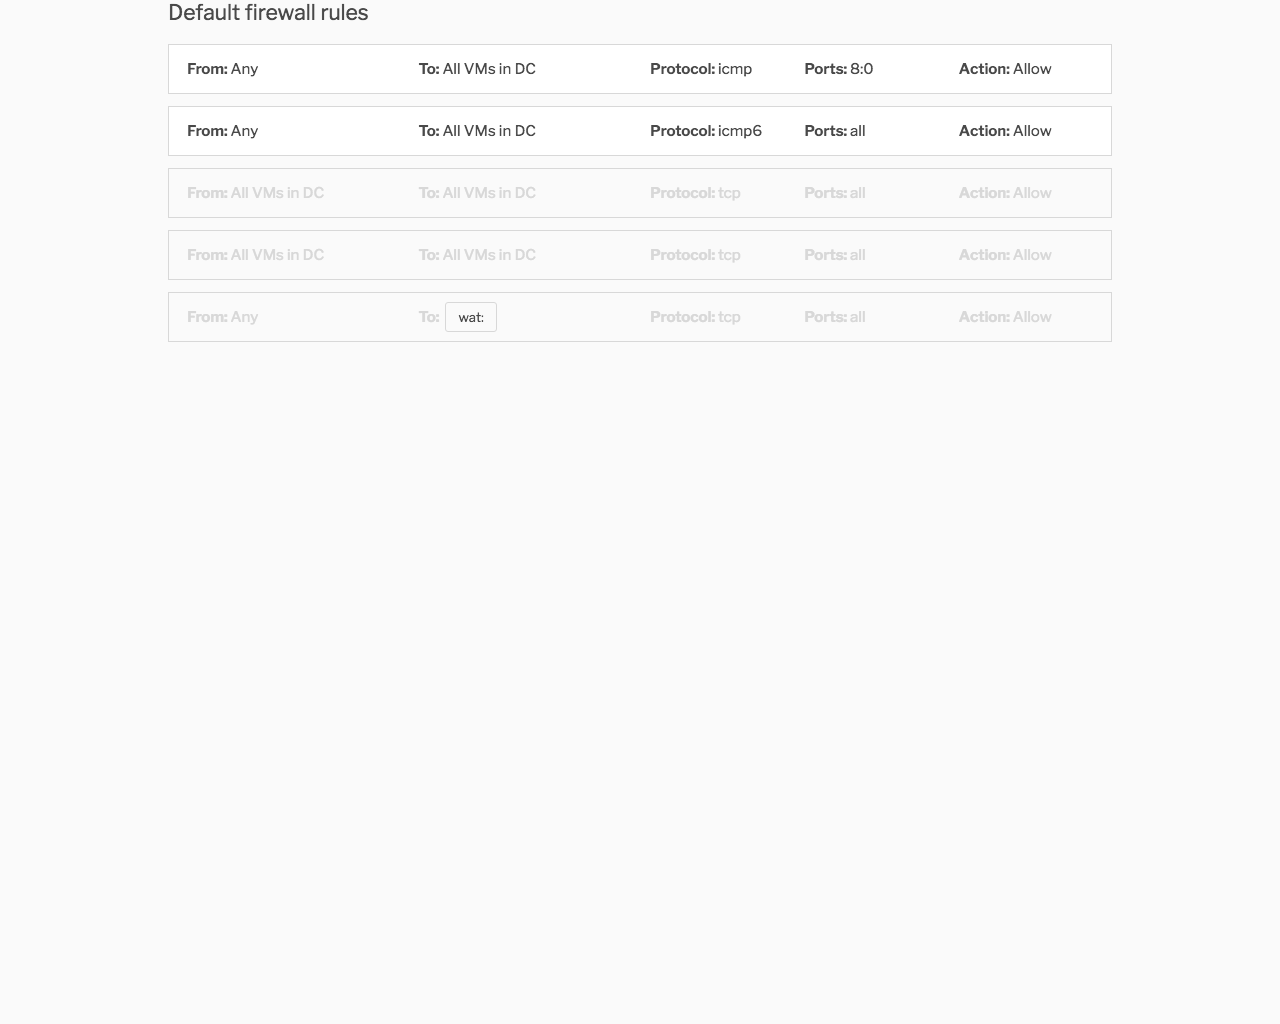 Default firewall rules
From: Any To: All VMs in DC Protocol: icmp Ports: 8:0 Action: Allow
From: Any To: All VMs in DC Protocol: icmp6 Ports: all Action: Allow
From: All VMs in DC To: All VMs in DC Protocol: tcp Ports: all Action: Allow
From: All VMs in DC To: All VMs in DC Protocol: tcp Ports: all Action: Allow
From: Any To: wat: Protocol: tcp Ports: all Action: Allow